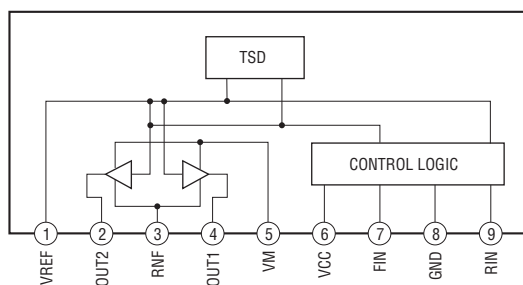 TSD
CONTROL LOGIC
1
2
3
4
5
6
7
8
9
VREF
OUT2
RNF
OUT1
VM
VCC
FIN
GND
RIN